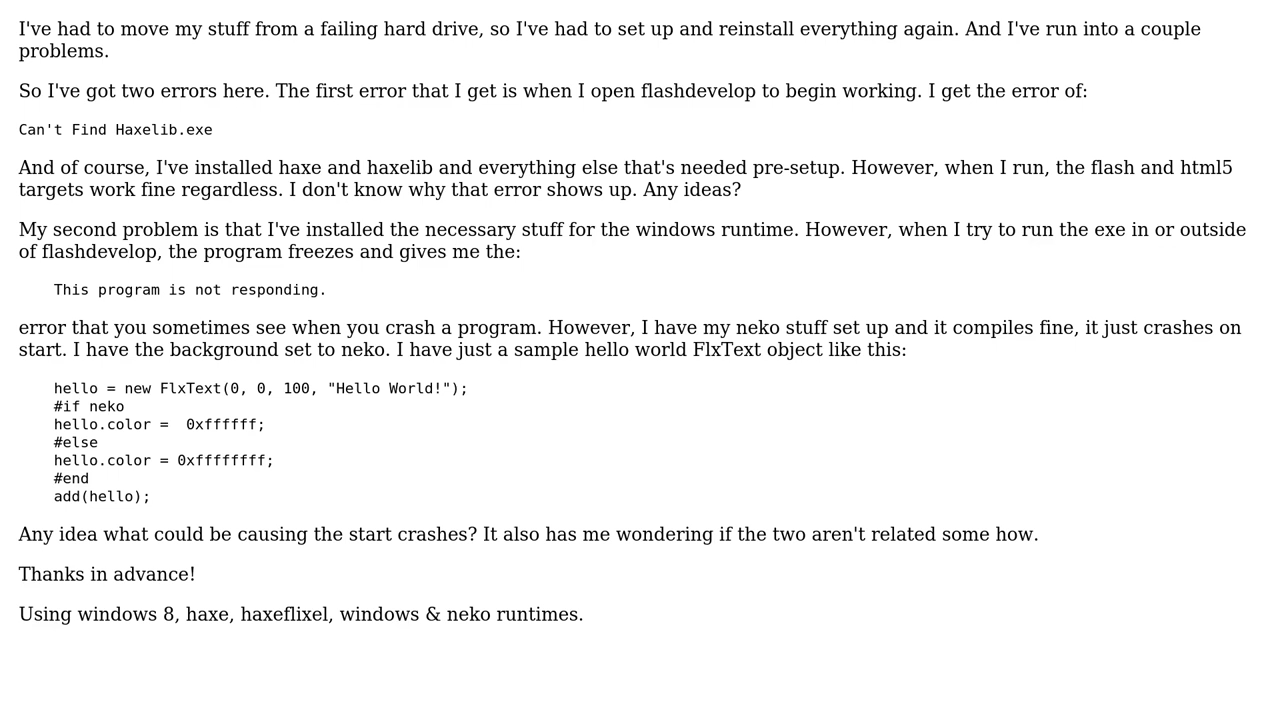 I've had to move my stuff from a failing hard drive, so I've had to set up and reinstall everything again. And I've run into a couple
problems.
So I've got two errors here. The first error that I get is when I open flashdevelop to begin working. I get the error of:
Can't Find Haxelib.exe
And of course, I've installed haxe and haxelib and everything else that's needed pre-setup. However, when I run, the flash and html5
targets work fine regardless. I don't know why that error shows up. Any ideas?
My second problem is that I've installed the necessary stuff for the windows runtime. However, when I try to run the exe in or outside
of flashdevelop, the program freezes and gives me the:
This program is not responding.
error that you sometimes see when you crash a program. However, I have my neko stuff set up and it compiles fine, it just crashes on
start. I have the background set to neko. I have just a sample hello world FlxText object like this:
hello = new FlxText(0, 0, 100, "Hello World!");
#if neko
hello.color =  0xffffff;
#else
hello.color = 0xffffffff;
#end
add(hello);
Any idea what could be causing the start crashes? It also has me wondering if the two aren't related some how.
Thanks in advance!
Using windows 8, haxe, haxeflixel, windows & neko runtimes.